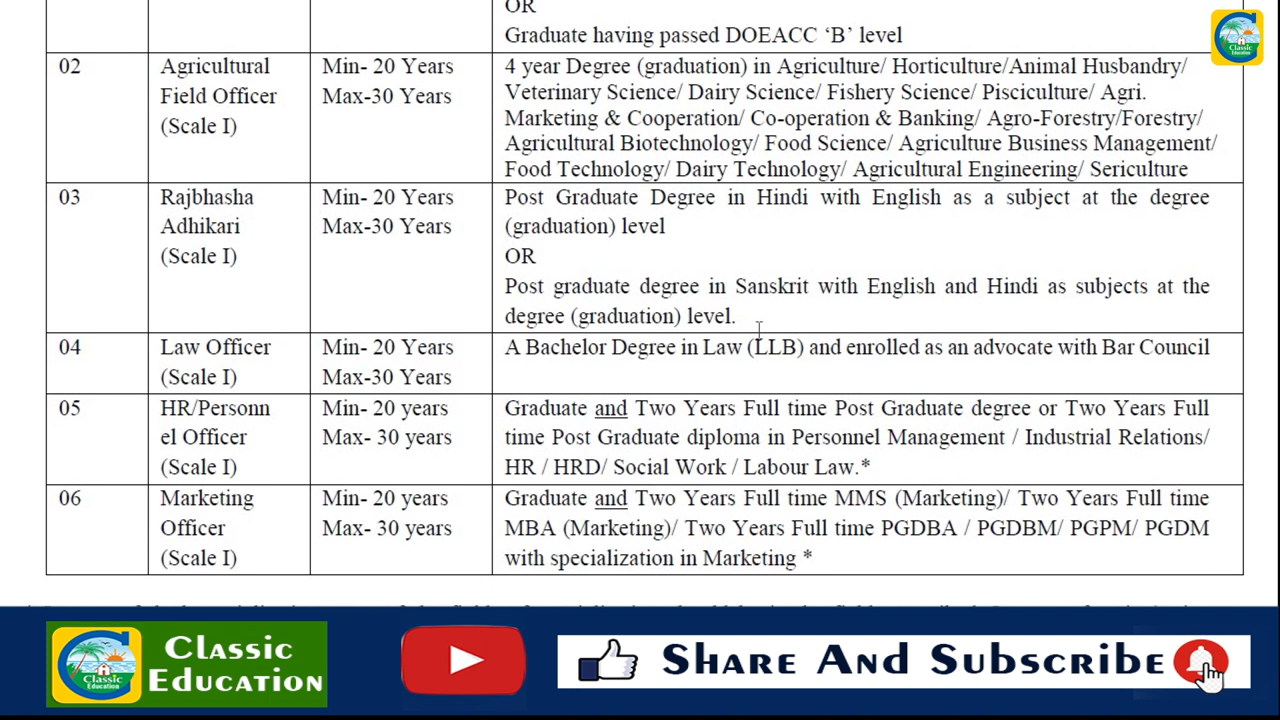 OR
Graduate having passed DOEACC ‘B’ level
Classic
Education
02 Agricultural Min- 20 Years 4 year Degree (graduation) in Agriculture/ Horticulture/Animal Husbandry/
Field Officer Max-30 Years Veterinary Science/ Dairy Science/ Fishery Science/ Pisciculture/ Agri.
(Scale I) Marketing & Cooperation/ Co-operation & Banking/ Agro-Forestry/Forestry/
Agricultural Biotechnology/ Food Science/ Agriculture Business Management/
Food Technology/ Dairy Technology/ Agricultural Engineering/ Sericulture
03 Rajbhasha Min- 20 Years Post Graduate Degree in Hindi with English as a subject at the degree
Adhikari Max-30 Years (graduation) level
(Scale I) OR
Post graduate degree in Sanskrit with English and Hindi as subjects at the
degree (graduation) level.
04 Law Officer Min- 20 Years A Bachelor Degree in Law (LLB) and enrolled as an advocate with Bar Council
(Scale I) Max-30 Years
05 HR/Personn Min- 20 years Graduate and Two Years Full time Post Graduate degree or Two Years Full
el Officer Max- 30 years time Post Graduate diploma in Personnel Management / Industrial Relations/
(Scale I) HR / HRD/ Social Work / Labour Law.*
06 Marketing Min- 20 years Graduate and Two Years Full time MMS (Marketing)/ Two Years Full time
Officer Max- 30 years MBA (Marketing)/ Two Years Full time PGDBA / PGDBM/ PGPM/ PGDM
(Scale I) with specialization in Marketing *
Classic
Education
Classic
Education
Share And Subscribe